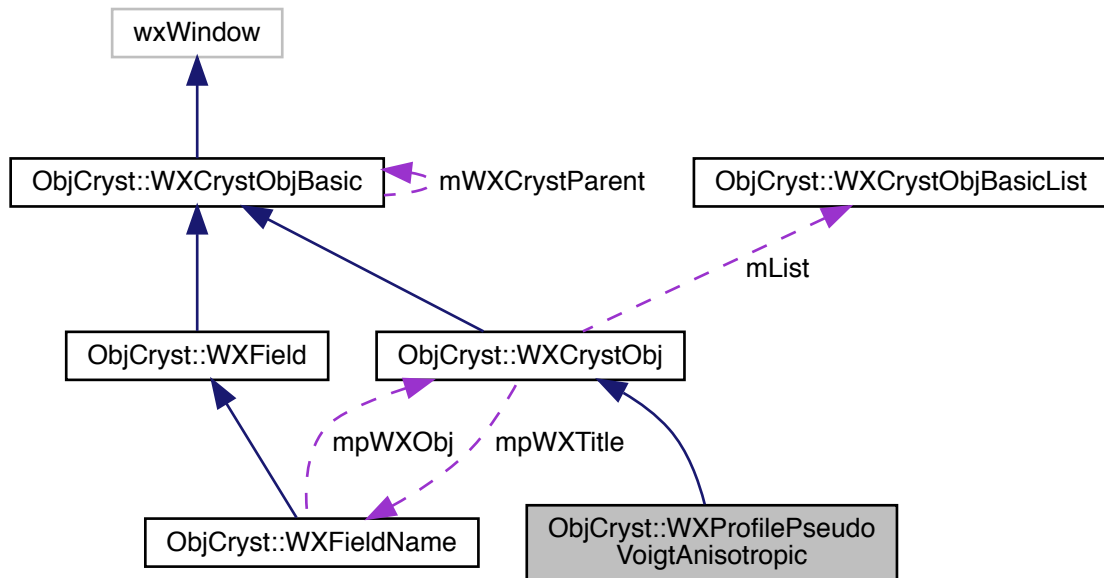 wxWindow
ObjCryst::WXCrystObjBasic
mWXCrystParent
ObjCryst::WXCrystObjBasicList
mList
ObjCryst::WXField
ObjCryst::WXCrystObj
mpWXObj
mpWXTitle
ObjCryst::WXFieldName
ObjCryst::WXProfilePseudo
VoigtAnisotropic